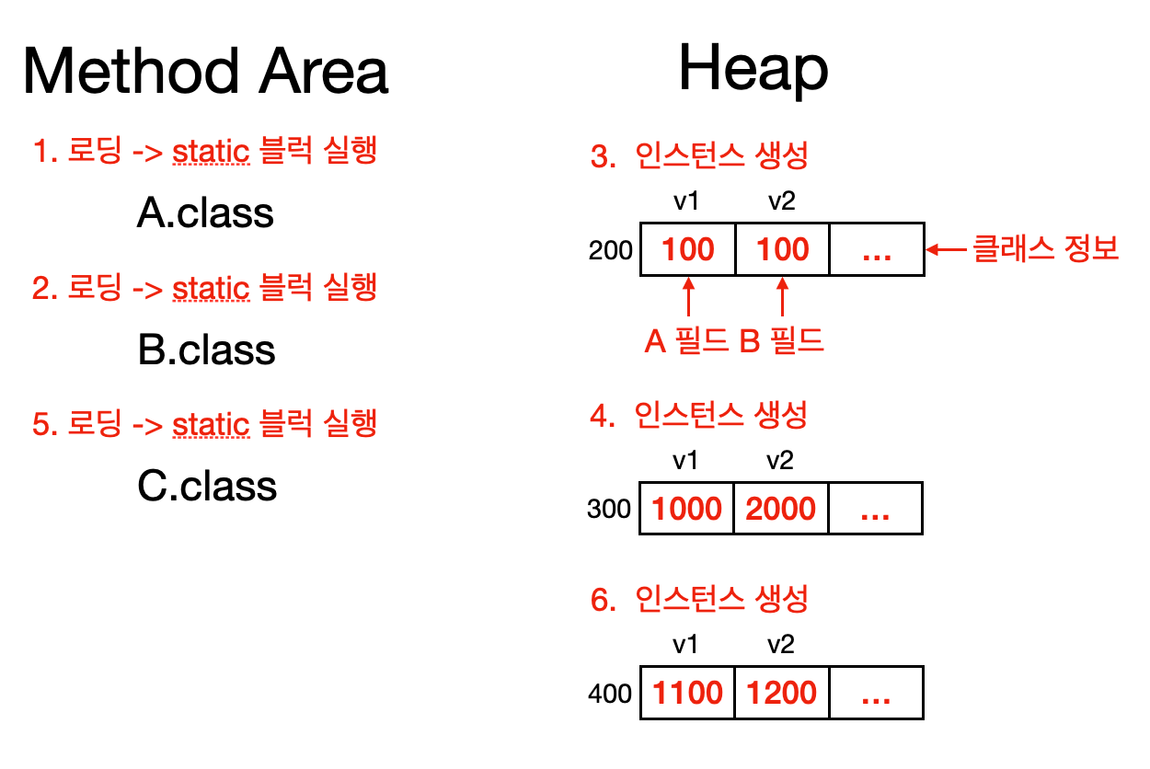 Method Area
1. 로딩 -> static 블럭 실행
A.class
2. 로딩 -> static 블럭 실행
B.class
5. 로딩 -> static 블럭 실행
C.class
Heap
3. 인스턴스 생성
v1 v2
200 100 100 ... 클래스 정보
A 필드 B 필드
4. 인스턴스 생성
v1 v2
300 1000 2000 ...
6. 인스턴스 생성
v1 v2
400 1100 1200 ...